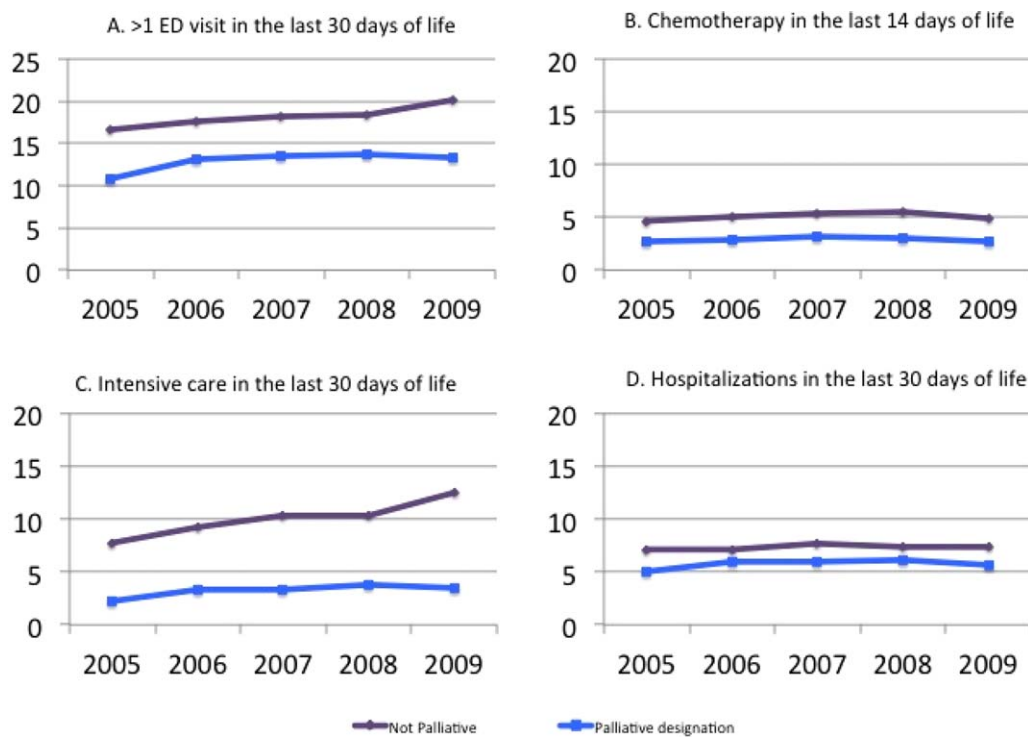 A. >1 ED visit in the last 30 days of life
25
20
15
10
5
0
2005 2006 2007 2008 2009
B. Chemotherapy in the last 14 days of life
20
15
10
5
0
2005 2006 2007 2008 2009
C. Intensive care in the last 30 days of life
20
15
10
5
0
2005 2006 2007 2008 2009
D. Hospitalizations in the last 30 days of life
20
15
10
5
0
2005 2006 2007 2008 2009
Not Palliative Palliative designation